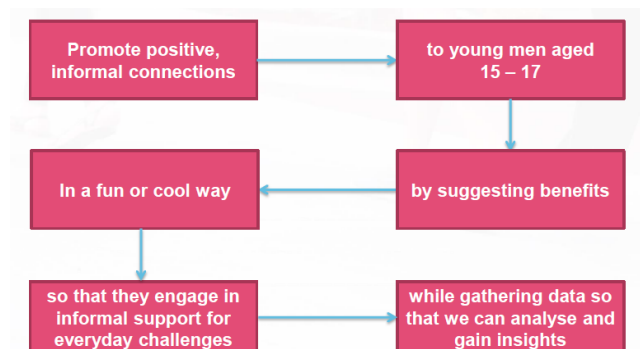 Promote positive,
informal connections
to young men aged
15 – 17
by suggesting benefits
In a fun or cool way
so that they engage in
informal support for
everyday challenges
while gathering data so
that we can analyse and
gain insights